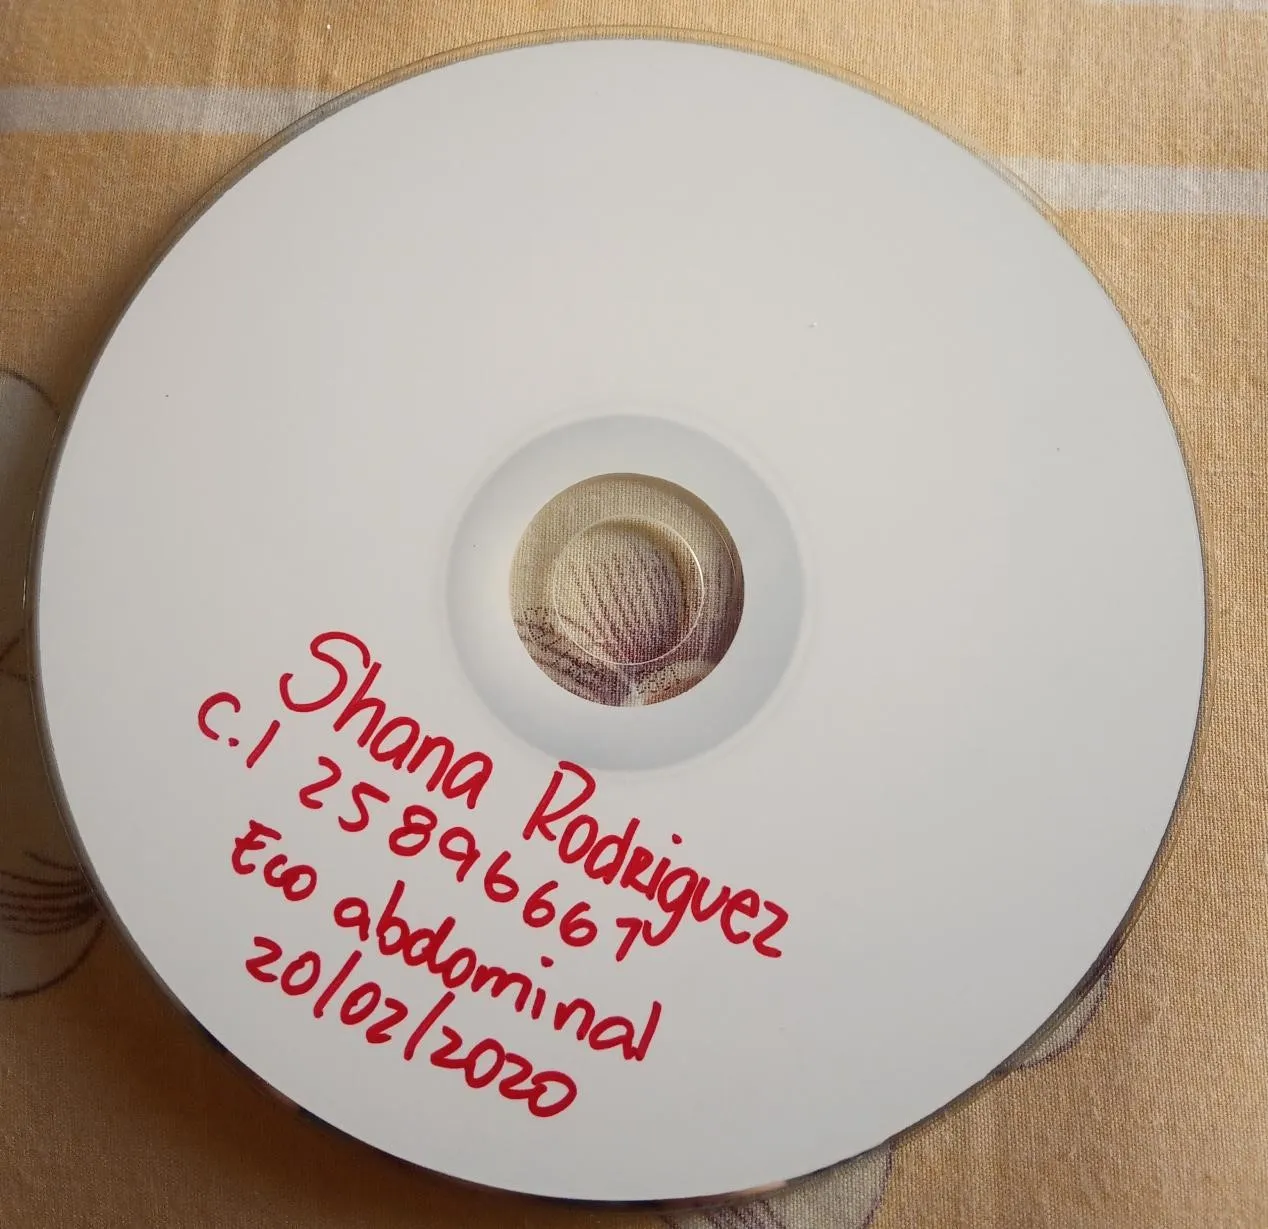 Shana Rodriguez
C.I 25896667
Eco abdominal
20/02/2020